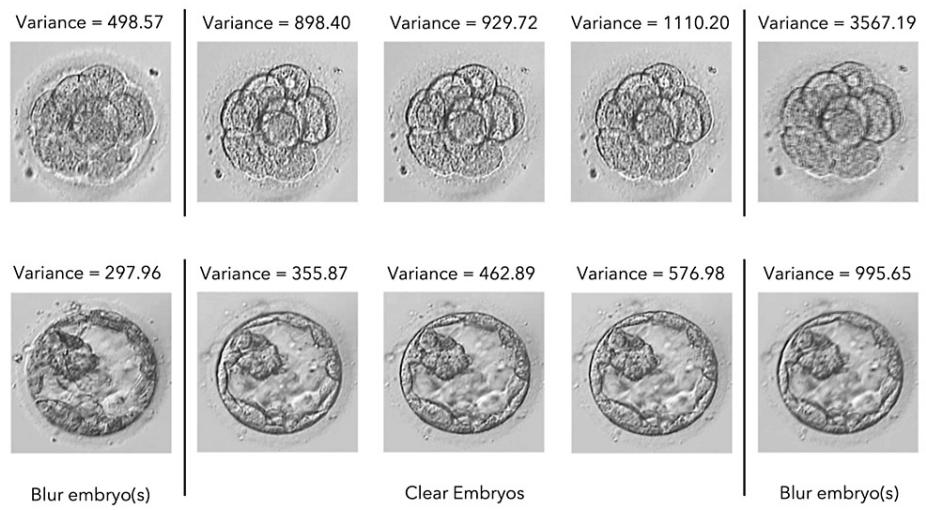 Variance = 498.57
Variance = 898.40
Variance = 929.72
Variance = 1110.20
Variance = 3567.19
Variance = 297.96
Variance = 355.87
Variance = 462.89
Variance = 576.98
Variance = 995.65
Blur embryo(s)
Clear Embryos
Blur embryo(s)